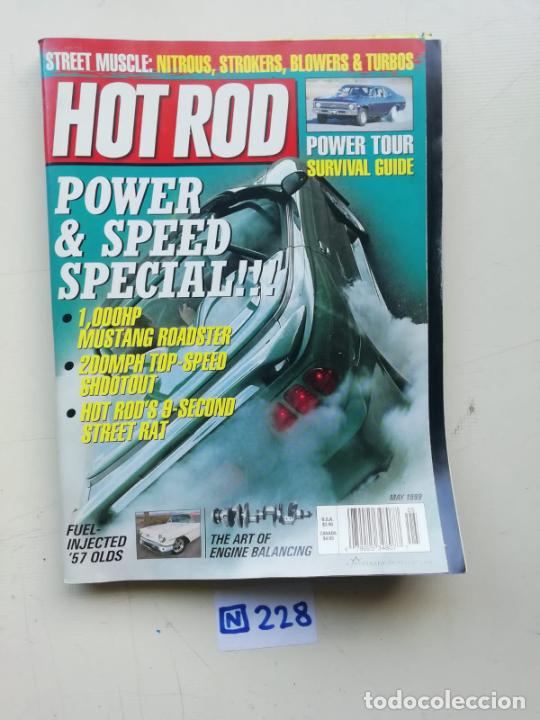 STREET MUSCLE: NITROUS, STROKERS, BLOWERS & TURBOS
HOT ROD
POWER TOUR
SURVIVAL GUIDE
POWER
& SPEED
SPECIAL!!!
• 1,000HP
MUSTANG ROADSTER
• 200MPH TOP-SPEED
SHOOTOUT
• HOT ROD'S 9-SECOND
STREET RAT
MAY 1999
FUEL-
INJECTED
'57 OLDS
THE ART OF
ENGINE BALANCING
U.S.A.
CANADA
05
N 228
todocoleccion